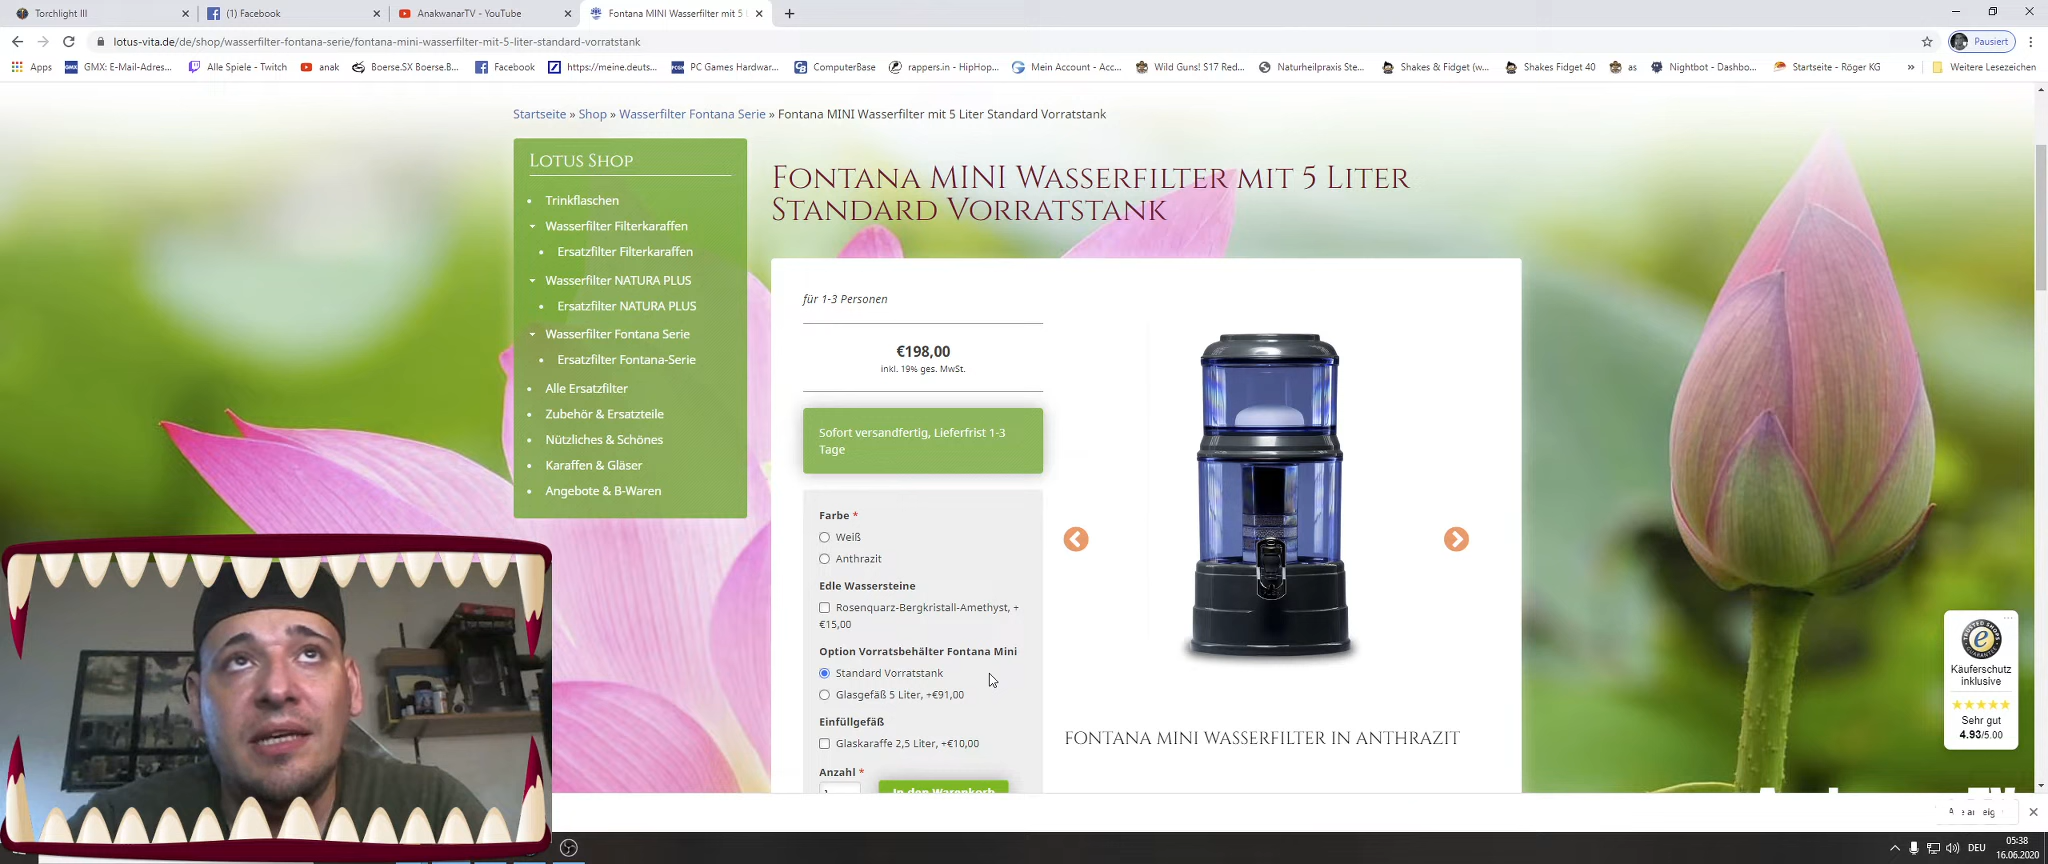 Torchlight III
(1) Facebook
AnakwanarTV - YouTube
Fontana MINI Wasserfilter mit 5
lotus-vita.de/de/shop/wasserfilter-fontana-serie/fontana-mini-wasserfilter-mit-5-liter-standard-vorratstank
Pausiert
Apps
GMX: E-Mail-Adres...
Alle Spiele - Twitch
anak
Boerse.SX Boerse.B...
Facebook
https://meine.deuts...
PC Games Hardwar...
ComputerBase
rappers.in - HipHop...
Mein Account - Acc...
Wild Guns! S17 Red...
Naturheilpraxis Ste...
Shakes & Fidget (w...
Shakes Fidget 40
as
Nightbot - Dashbo...
Startseite - Röger KG
»
Weitere Lesezeichen
Startseite » Shop » Wasserfilter Fontana Serie » Fontana MINI Wasserfilter mit 5 Liter Standard Vorratstank
Lotus Shop
Trinkflaschen
Wasserfilter Filterkaraffen
Ersatzfilter Filterkaraffen
Wasserfilter NATURA PLUS
Ersatzfilter NATURA PLUS
Wasserfilter Fontana Serie
Ersatzfilter Fontana-Serie
Alle Ersatzfilter
Zubehör & Ersatzteile
Nützliches & Schönes
Karaffen & Gläser
Angebote & B-Waren
Fontana MINI Wasserfilter mit 5 Liter
Standard Vorratstank
für 1-3 Personen
€198,00
inkl. 19% ges. MwSt.
Sofort versandfertig, Lieferfrist 1-3
Tage
Farbe *
Weiß
Anthrazit
Edle Wassersteine
Rosenquarz-Bergkristall-Amethyst, +
€15,00
Option Vorratsbehälter Fontana Mini
Standard Vorratstank
Glasgefäß 5 Liter, +€91,00
Einfüllgefäß
Glaskaraffe 2,5 Liter, +€10,00
Anzahl *
1
In den Warenkorb
Fontana Mini Wasserfilter in Anthrazit
TRUSTED SHOPS
GUARANTEE
Käuferschutz
inklusive
Sehr gut
4.93/5.00
DEU
05:38
16.06.2020